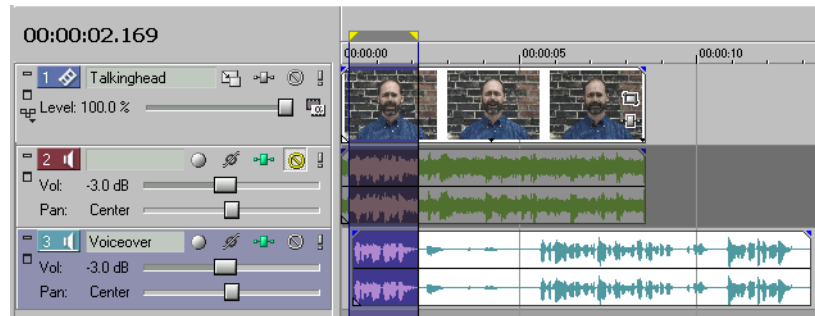 00:00:02.169
00:00:00 00:00:05 00:00:10
1 Talkinghead
Level: 100.0 %
2
Vol: -3.0 dB
Pan: Center
3 Voiceover
Vol: -3.0 dB
Pan: Center